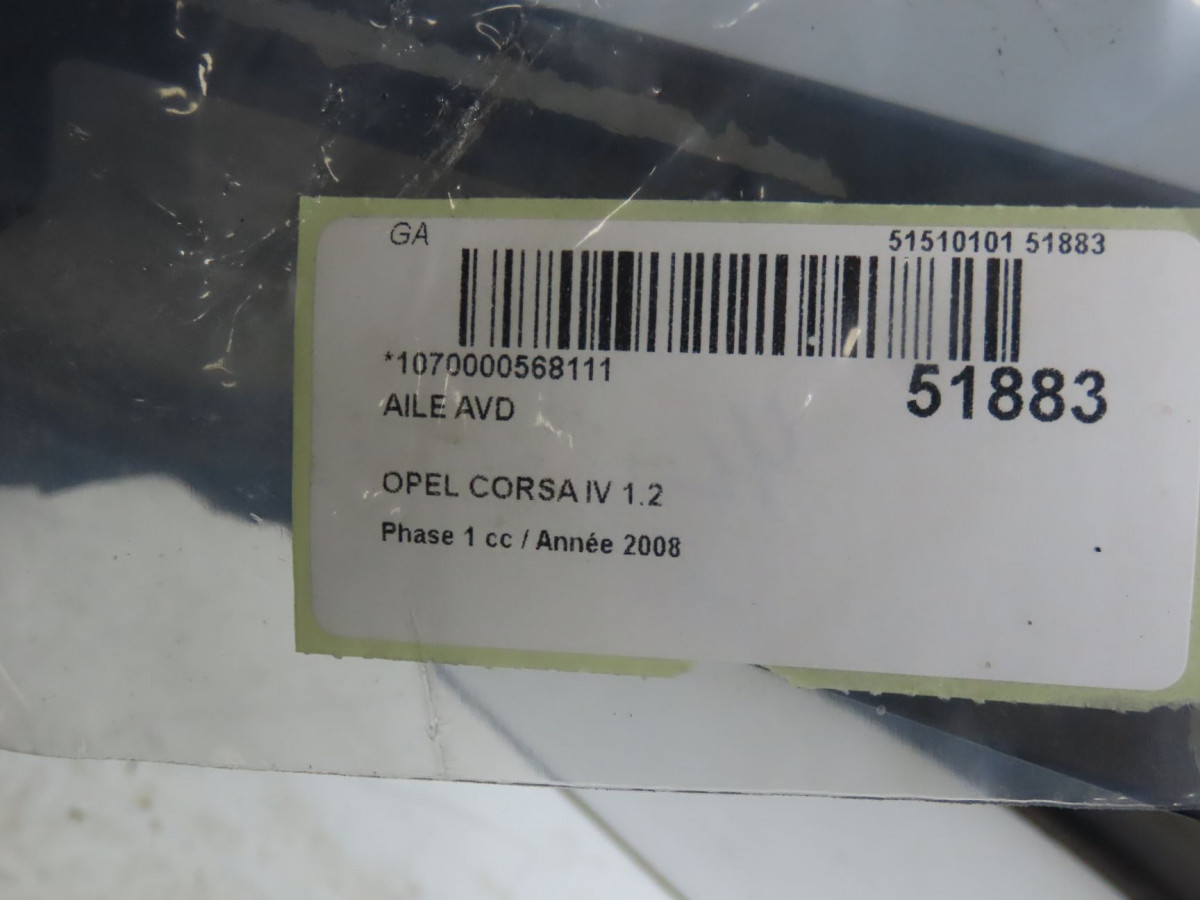 GA 51510101 51883
*1070000568111
51883
AILE AVD
OPEL CORSA IV 1.2
Phase 1 cc / Année 2008